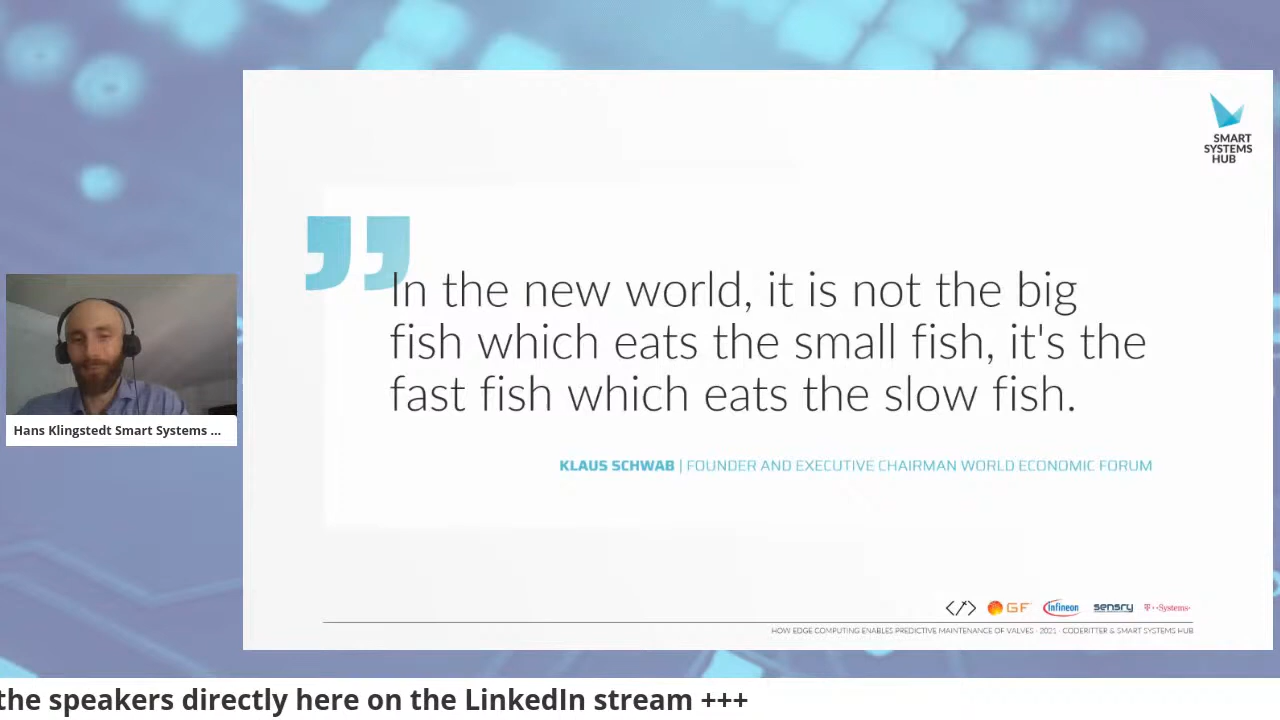 SMART
SYSTEMS
HUB
”
In the new world, it is not the big
fish which eats the small fish, it's the
fast fish which eats the slow fish.
KLAUS SCHWAB | FOUNDER AND EXECUTIVE CHAIRMAN WORLD ECONOMIC FORUM
Hans Klingstedt Smart Systems ...
</> GF Infineon sensry T··Systems·
HOW EDGE COMPUTING ENABLES PREDICTIVE MAINTENANCE OF VALVES · 2021 · CODERITTER & SMART SYSTEMS HUB
the speakers directly here on the LinkedIn stream +++